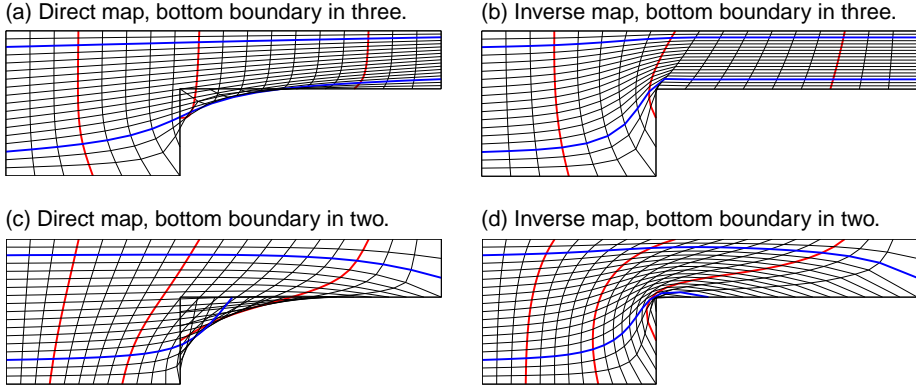 (a) Direct map, bottom boundary in three.
(b) Inverse map, bottom boundary in three.
(c) Direct map, bottom boundary in two.
(d) Inverse map, bottom boundary in two.